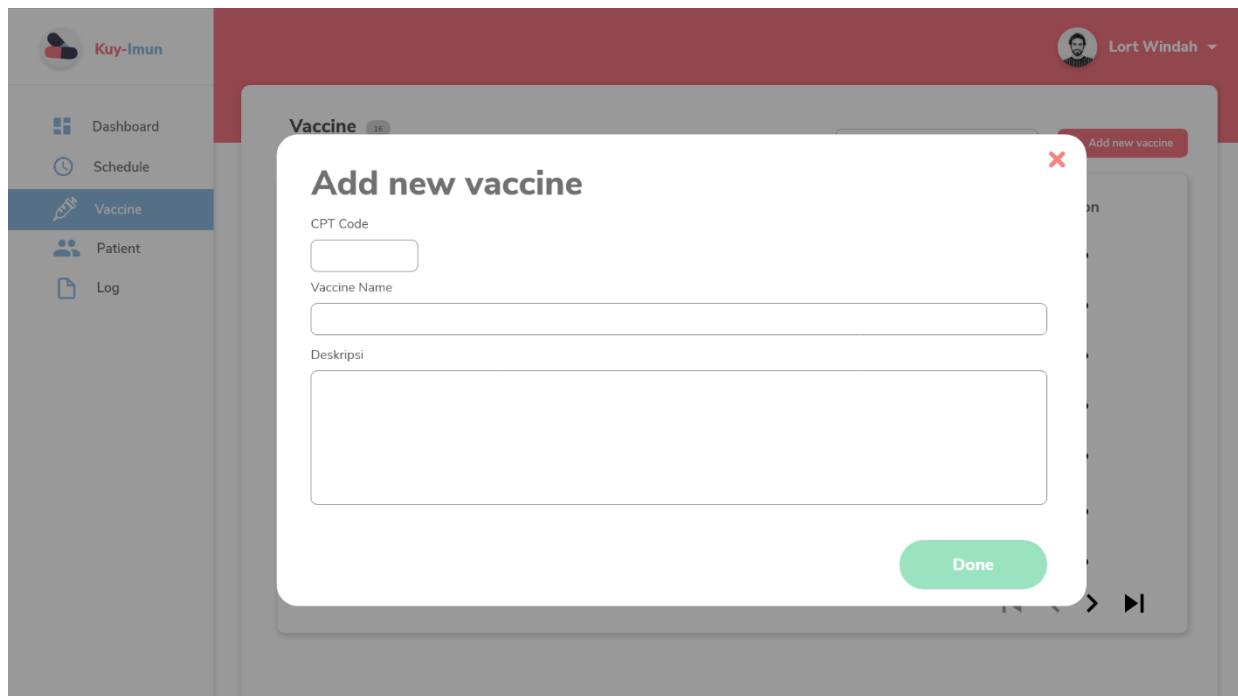 Kuy-Imun
Lort Windah
Dashboard
Schedule
Vaccine
Patient
Log
Vaccine 16
Add new vaccine
on
Add new vaccine
CPT Code
Vaccine Name
Deskripsi
Done